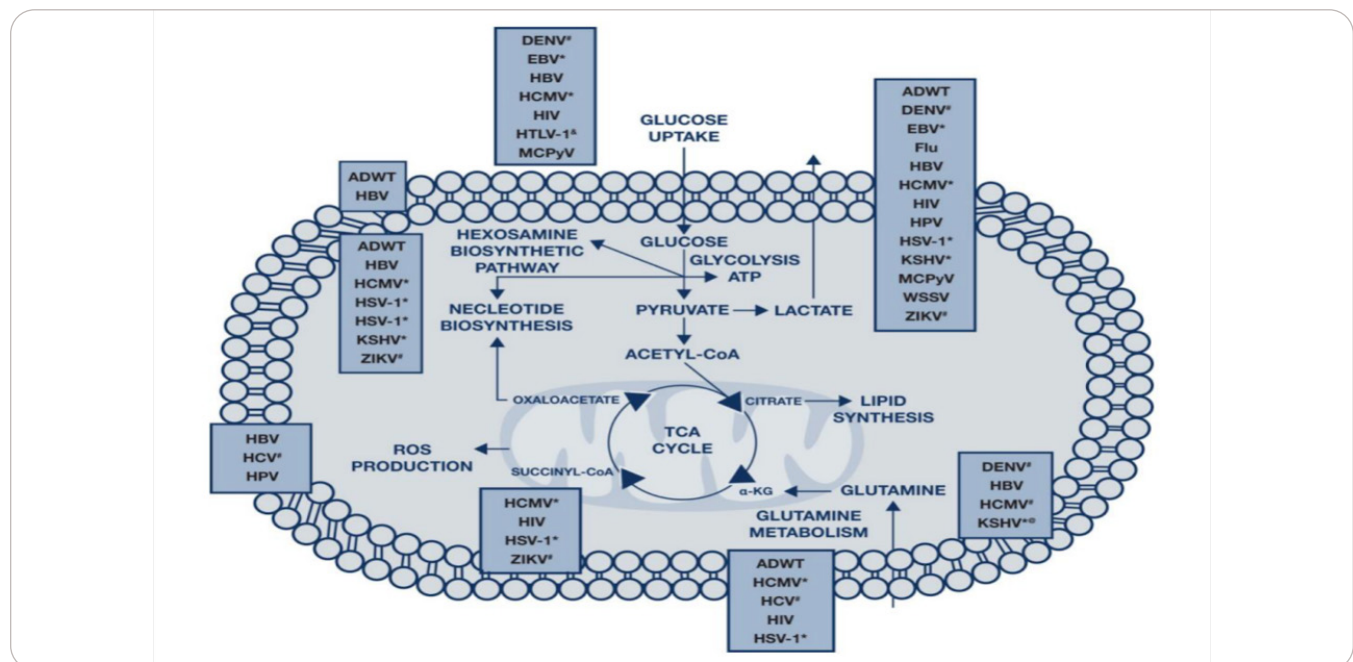 DENV#
EBV*
HBV
HCMV*
HIV
HTLV-1&
MCPyV
GLUCOSE
UPTAKE
ADWT
DENV#
EBV*
Flu
HBV
HCMV*
HIV
HPV
HSV-1*
KSHV*
MCPyV
WSSV
ZIKV#
ADWT
HBV
ADWT
HBV
HCMV*
HSV-1*
HSV-1*
KSHV*
ZIKV#
HEXOSAMINE
BIOSYNTHETIC
PATHWAY
GLUCOSE
GLYCOLYSIS
ATP
NECLEOTIDE
BIOSYNTHESIS
PYRUVATE
LACTATE
ACETYL-CoA
OXALOACETATE
CITRATE
LIPID
SYNTHESIS
TCA
CYCLE
ROS
PRODUCTION
SUCCINYL-CoA
α-KG
GLUTAMINE
GLUTAMINE
METABOLISM
HBV
HCV#
HPV
HCMV*
HIV
HSV-1*
ZIKV#
DENV#
HBV
HCMV#
KSHV*@
ADWT
HCMV*
HCV#
HIV
HSV-1*